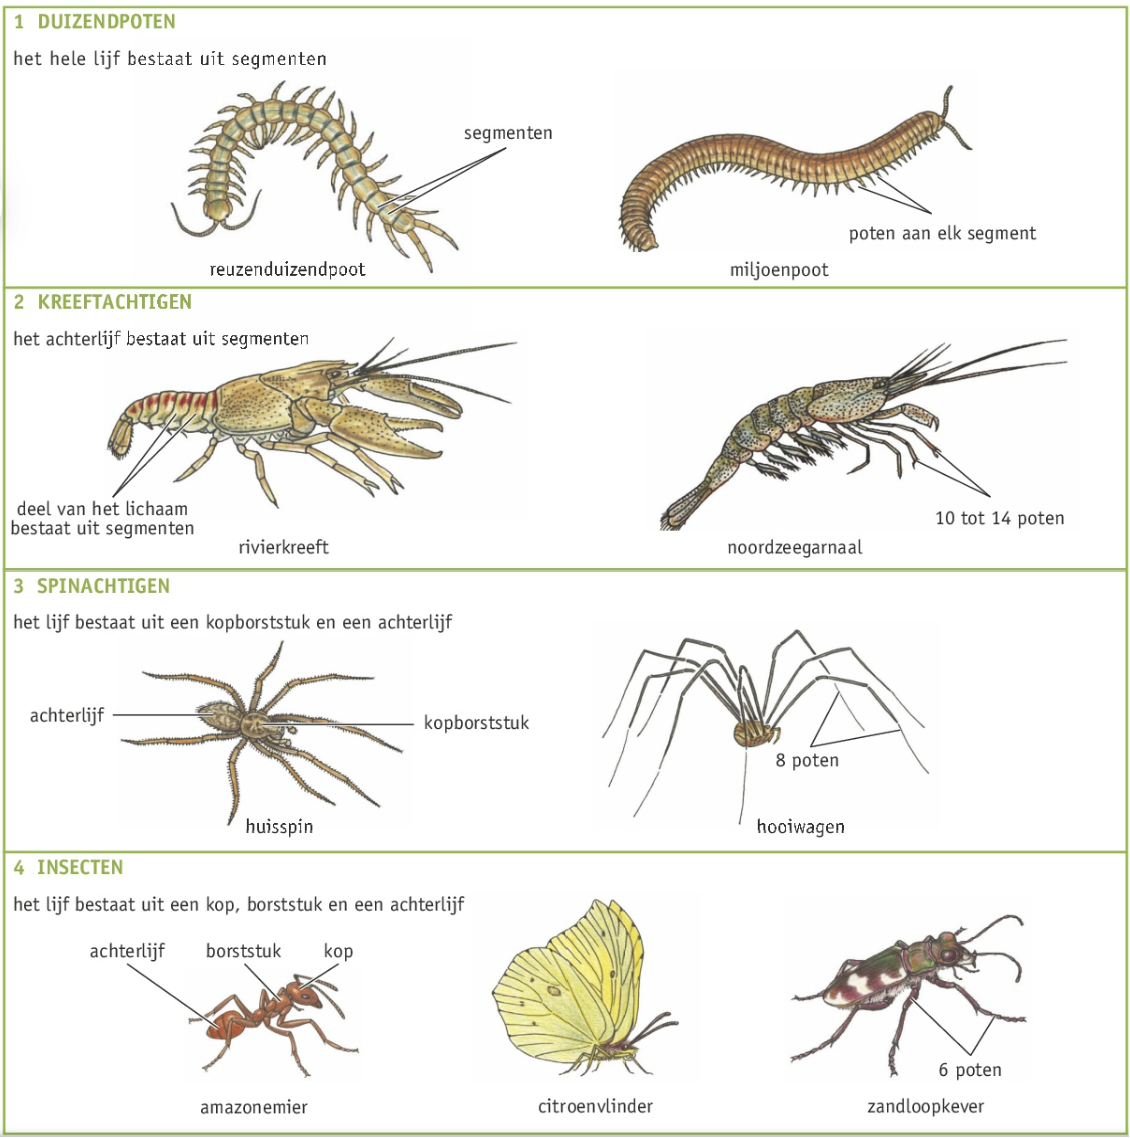 1 DUIZENDPOTEN
het hele lijf bestaat uit segmenten
segmenten
poten aan elk segment
reuzenduizendpoot
miljoenpoot
2 KREEFTACHTIGEN
het achterlijf bestaat uit segmenten
deel van het lichaam
bestaat uit segmenten
10 tot 14 poten
rivierkreeft
noordzeegarnaal
3 SPINACHTIGEN
het lijf bestaat uit een kopborststuk en een achterlijf
achterlijf
kopborststuk
8 poten
huisspin
hooiwagen
4 INSECTEN
het lijf bestaat uit een kop, borststuk en een achterlijf
achterlijf
borststuk
kop
6 poten
amazonemier
citroenvlinder
zandloopkever